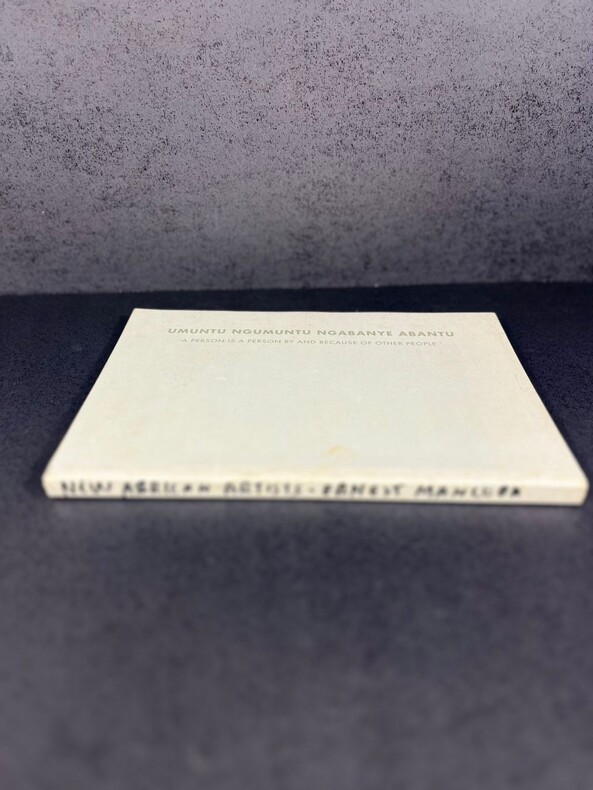 UMUNTU NGUMUNTU NGABANYE ABANTU
'A PERSON IS A PERSON BY AND BECAUSE OF OTHER PEOPLE'
NEW AFRICAN ARTISTS - ERNEST MANCOBA